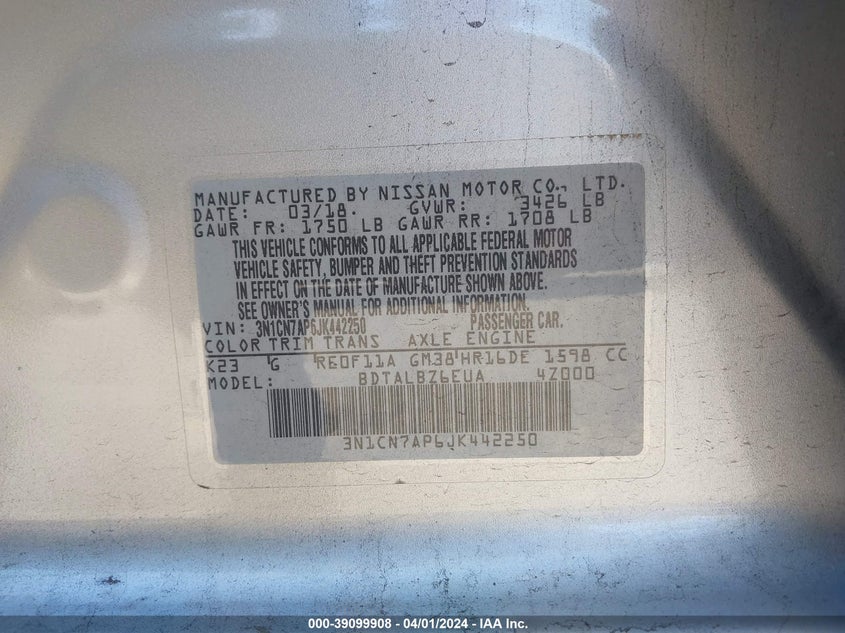 MANUFACTURED BY NISSAN MOTOR CO., LTD.
DATE: 03/18. GVWR: 3426 LB
GAWR FR: 1750 LB GAWR RR: 1708 LB
THIS VEHICLE CONFORMS TO ALL APPLICABLE FEDERAL MOTOR
VEHICLE SAFETY, BUMPER AND THEFT PREVENTION STANDARDS
IN EFFECT ON THE DATE OF MANUFACTURE SHOWN ABOVE.
SEE OWNER'S MANUAL FOR ADDITIONAL INFORMATION.
VIN: 3N1CN7AP6JK442250 PASSENGER CAR.
COLOR TRIM TRANS AXLE ENGINE
K23 G RE0F11A GM38 HR16DE 1598 CC
MODEL: BDTALBZ6EUA 4Z000
3N1CN7AP6JK442250
000-39099908 - 04/01/2024 - IAA Inc.